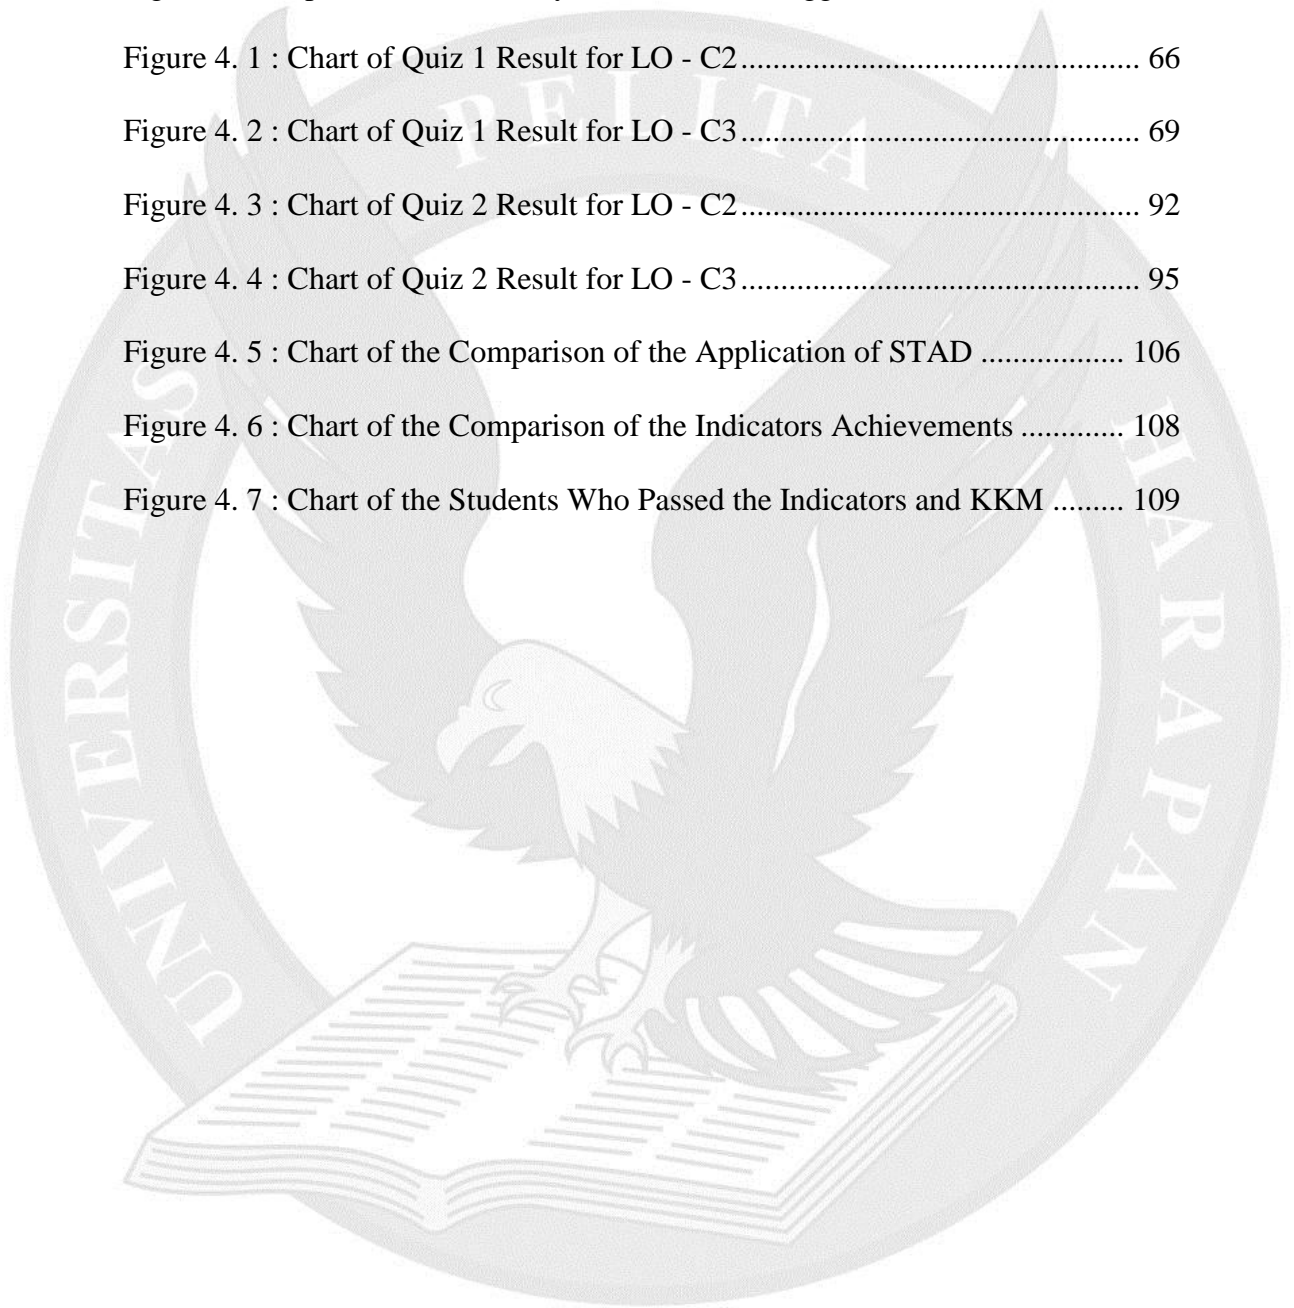 Figure 4. 1 : Chart of Quiz 1 Result for LO - C2.................................................. 66
Figure 4. 2 : Chart of Quiz 1 Result for LO - C3.................................................. 69
Figure 4. 3 : Chart of Quiz 2 Result for LO - C2.................................................. 92
Figure 4. 4 : Chart of Quiz 2 Result for LO - C3.................................................. 95
Figure 4. 5 : Chart of the Comparison of the Application of STAD .................. 106
Figure 4. 6 : Chart of the Comparison of the Indicators Achievements ............. 108
Figure 4. 7 : Chart of the Students Who Passed the Indicators and KKM ......... 109
UNIVERSITAS PELITA HARAPAN